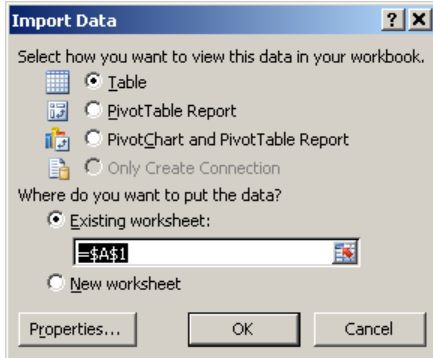 Import Data
Select how you want to view this data in your workbook.
Table
PivotTable Report
PivotChart and PivotTable Report
Only Create Connection
Where do you want to put the data?
Existing worksheet:
=$A$1
New worksheet
Properties...
OK
Cancel